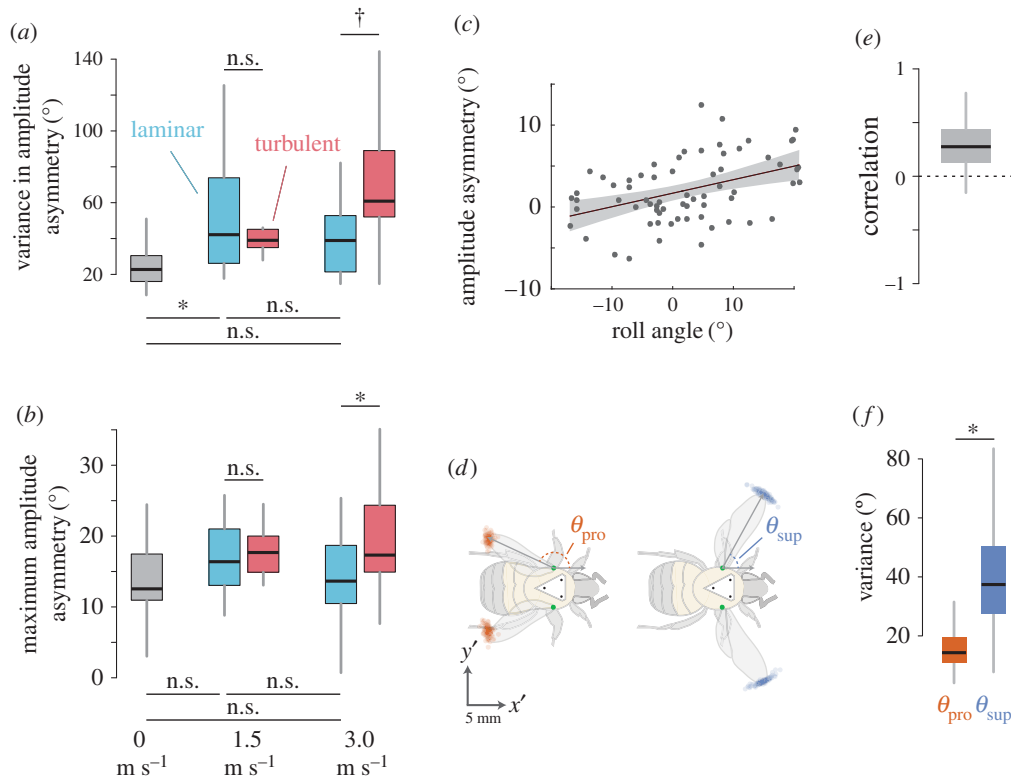 (a)
variance in amplitude
asymmetry (°)
140
100
60
20
laminar
turbulent
n.s.
†
*
n.s.
n.s.
(b)
maximum amplitude
asymmetry (°)
30
20
10
0
n.s.
*
n.s.
n.s.
n.s.
0
m s⁻¹
1.5
m s⁻¹
3.0
m s⁻¹
(c)
amplitude asymmetry (°)
10
0
−10
−10
0
10
roll angle (°)
(d)
θpro
θsup
y′
x′
5 mm
(e)
correlation
1
0
−1
(f)
variance (°)
80
60
40
20
*
θpro θsup